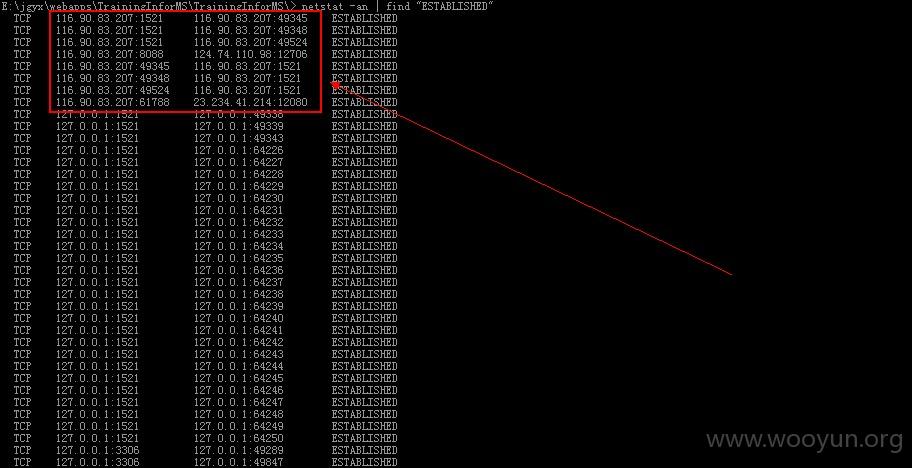 E:\jgyx\webapps\TrainingInforMS\TrainingInforMS\> netstat -an | find "ESTABLISHED"
TCP 116.90.83.207:1521 116.90.83.207:49345 ESTABLISHED
TCP 116.90.83.207:1521 116.90.83.207:49348 ESTABLISHED
TCP 116.90.83.207:1521 116.90.83.207:49524 ESTABLISHED
TCP 116.90.83.207:8088 124.74.110.98:12706 ESTABLISHED
TCP 116.90.83.207:49345 116.90.83.207:1521 ESTABLISHED
TCP 116.90.83.207:49348 116.90.83.207:1521 ESTABLISHED
TCP 116.90.83.207:49524 116.90.83.207:1521 ESTABLISHED
TCP 116.90.83.207:61788 23.234.41.214:12080 ESTABLISHED
TCP 127.0.0.1:1521 127.0.0.1:49338 ESTABLISHED
TCP 127.0.0.1:1521 127.0.0.1:49339 ESTABLISHED
TCP 127.0.0.1:1521 127.0.0.1:49343 ESTABLISHED
TCP 127.0.0.1:1521 127.0.0.1:64226 ESTABLISHED
TCP 127.0.0.1:1521 127.0.0.1:64227 ESTABLISHED
TCP 127.0.0.1:1521 127.0.0.1:64228 ESTABLISHED
TCP 127.0.0.1:1521 127.0.0.1:64229 ESTABLISHED
TCP 127.0.0.1:1521 127.0.0.1:64230 ESTABLISHED
TCP 127.0.0.1:1521 127.0.0.1:64231 ESTABLISHED
TCP 127.0.0.1:1521 127.0.0.1:64232 ESTABLISHED
TCP 127.0.0.1:1521 127.0.0.1:64233 ESTABLISHED
TCP 127.0.0.1:1521 127.0.0.1:64234 ESTABLISHED
TCP 127.0.0.1:1521 127.0.0.1:64235 ESTABLISHED
TCP 127.0.0.1:1521 127.0.0.1:64236 ESTABLISHED
TCP 127.0.0.1:1521 127.0.0.1:64237 ESTABLISHED
TCP 127.0.0.1:1521 127.0.0.1:64238 ESTABLISHED
TCP 127.0.0.1:1521 127.0.0.1:64239 ESTABLISHED
TCP 127.0.0.1:1521 127.0.0.1:64240 ESTABLISHED
TCP 127.0.0.1:1521 127.0.0.1:64241 ESTABLISHED
TCP 127.0.0.1:1521 127.0.0.1:64242 ESTABLISHED
TCP 127.0.0.1:1521 127.0.0.1:64243 ESTABLISHED
TCP 127.0.0.1:1521 127.0.0.1:64244 ESTABLISHED
TCP 127.0.0.1:1521 127.0.0.1:64245 ESTABLISHED
TCP 127.0.0.1:1521 127.0.0.1:64246 ESTABLISHED
TCP 127.0.0.1:1521 127.0.0.1:64247 ESTABLISHED
TCP 127.0.0.1:1521 127.0.0.1:64248 ESTABLISHED
TCP 127.0.0.1:1521 127.0.0.1:64249 ESTABLISHED
TCP 127.0.0.1:1521 127.0.0.1:64250 ESTABLISHED
TCP 127.0.0.1:3306 127.0.0.1:49289 ESTABLISHED
TCP 127.0.0.1:3306 127.0.0.1:49847 ESTABLISHED
www.wooyun.org